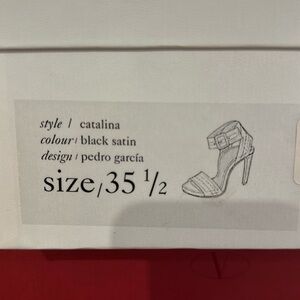 style / catalina
colour / black satin
design / pedro garcía
size/35 1/2